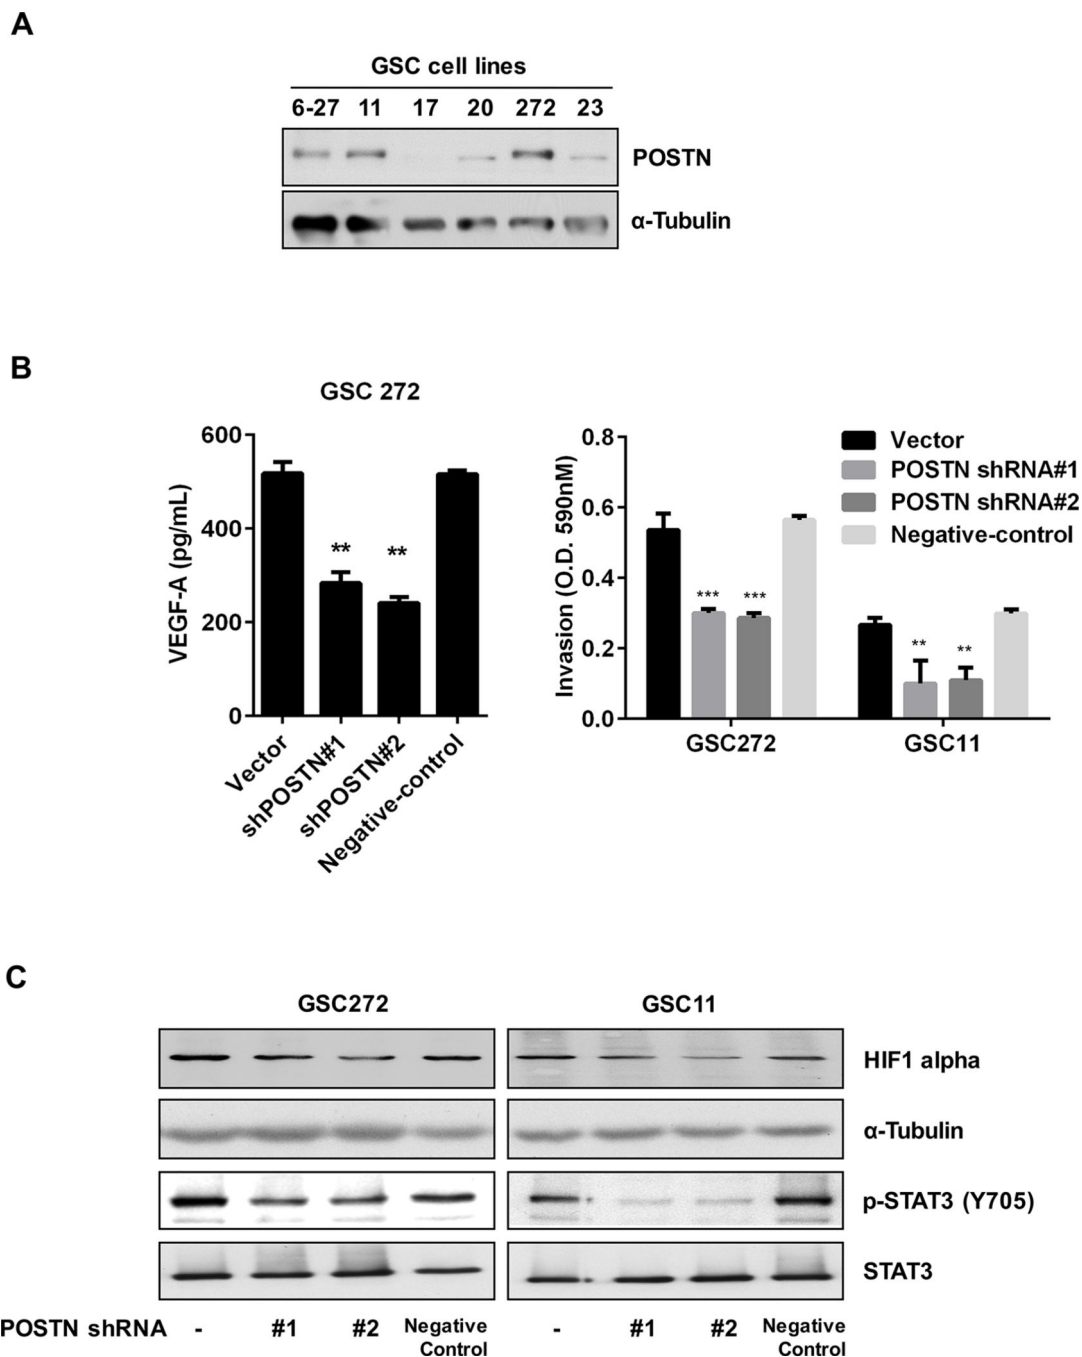 A
GSC cell lines
6-27 11 17 20 272 23
POSTN
α-Tubulin
B
GSC 272
VEGF-A (pg/mL)
600
400
200
0
** **
Vector
shPOSTN#1
shPOSTN#2
Negative-control
Invasion (O.D. 590nM)
0.8
0.6
0.4
0.2
0.0
*** ***
** **
GSC272 GSC11
Vector
POSTN shRNA#1
POSTN shRNA#2
Negative-control
C
GSC272 GSC11
HIF1 alpha
α-Tubulin
p-STAT3 (Y705)
STAT3
POSTN shRNA - #1 #2 Negative Control - #1 #2 Negative Control